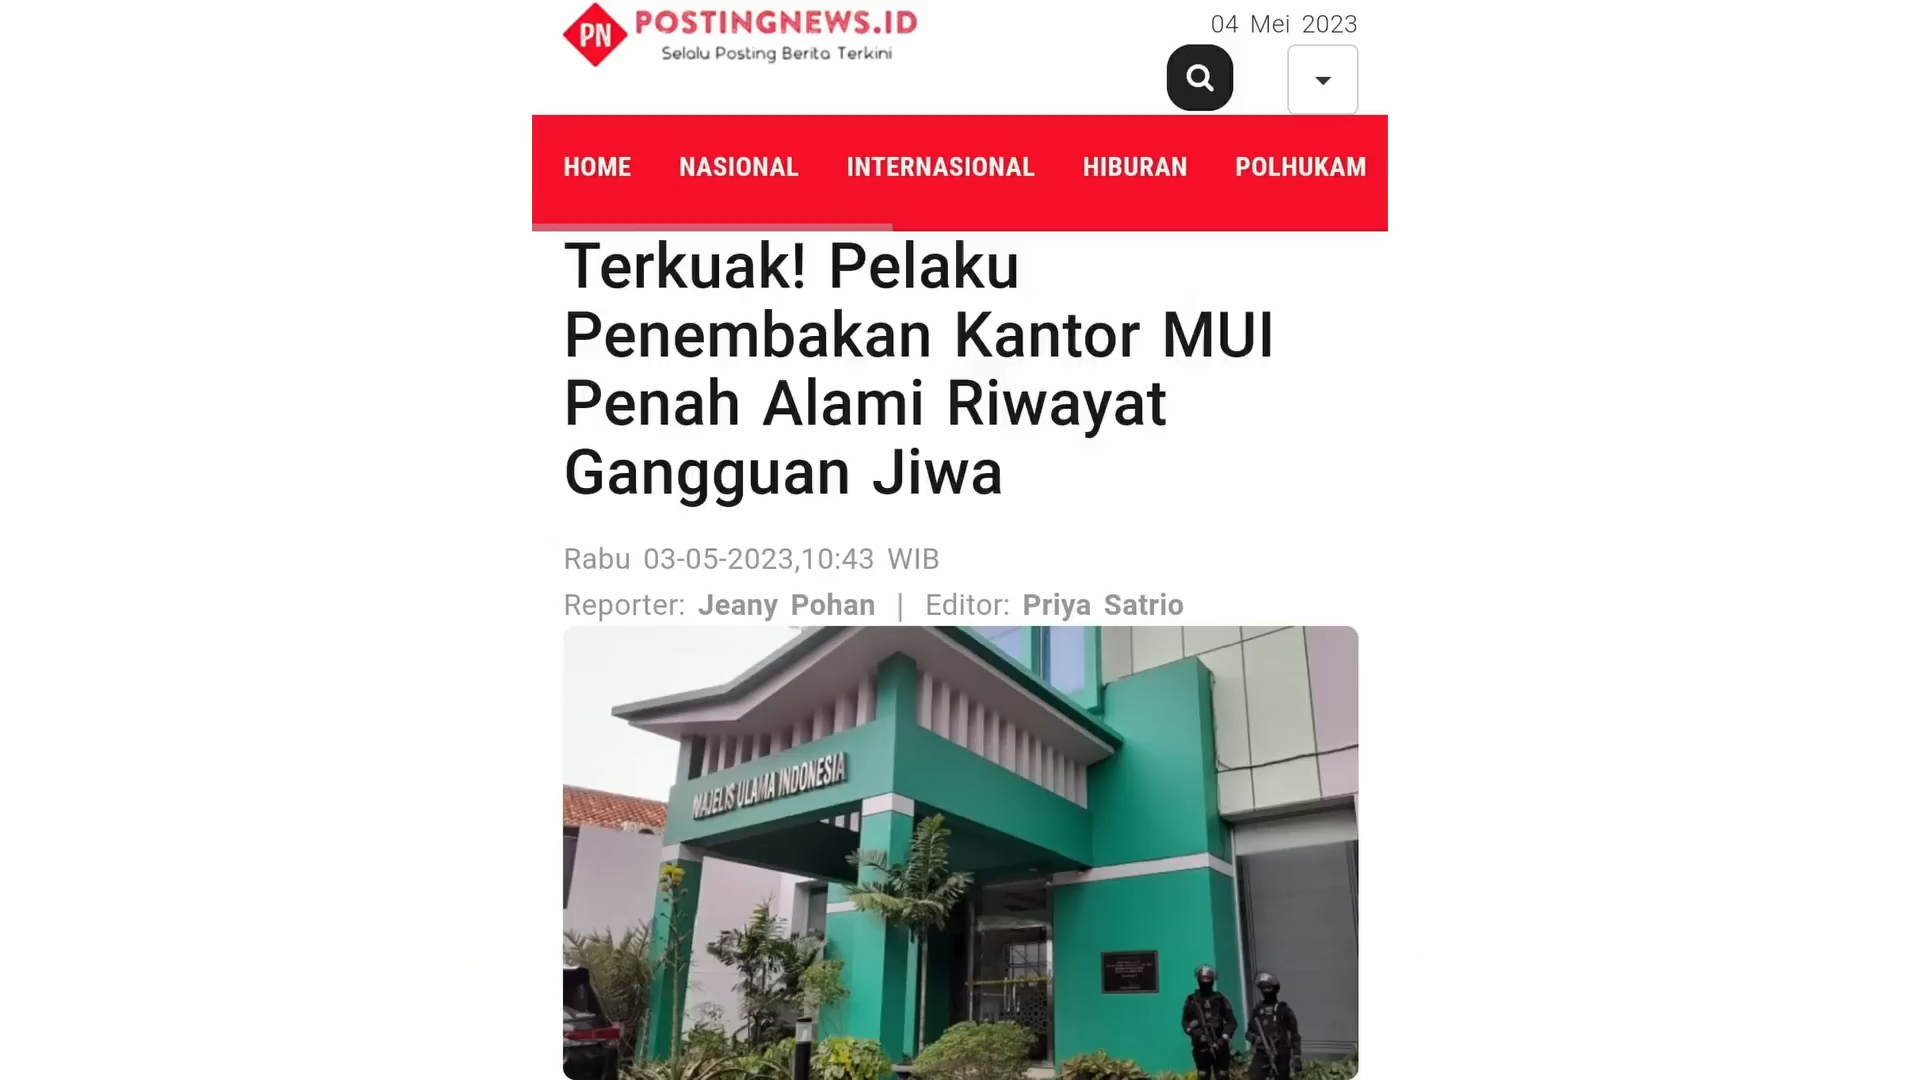 PN
POSTINGNEWS.ID
Selalu Posting Berita Terkini
04 Mei 2023
HOME NASIONAL INTERNASIONAL HIBURAN POLHUKAM
Terkuak! Pelaku
Penembakan Kantor MUI
Penah Alami Riwayat
Gangguan Jiwa
Rabu 03-05-2023,10:43 WIB
Reporter: Jeany Pohan | Editor: Priya Satrio
MAJELIS ULAMA INDONESIA